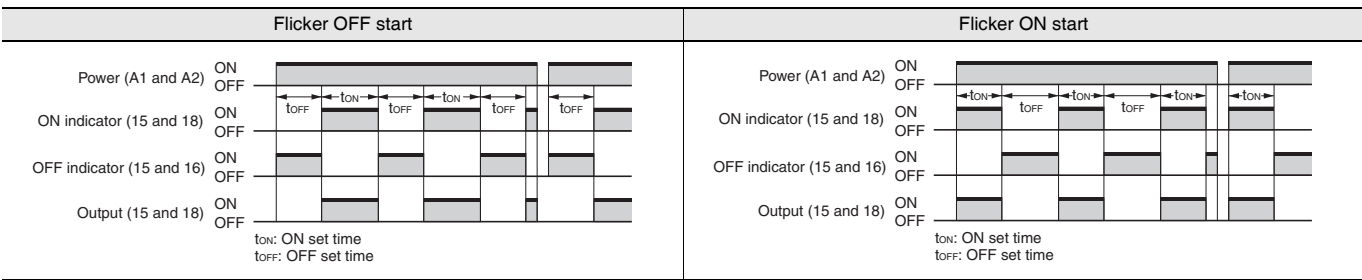 Flicker OFF start
Power (A1 and A2) ON
OFF
tOFF tON tOFF tON tOFF tOFF
ON indicator (15 and 18) ON
OFF
OFF indicator (15 and 16) ON
OFF
Output (15 and 18) ON
OFF
tON: ON set time
tOFF: OFF set time
Flicker ON start
Power (A1 and A2) ON
OFF
tON tOFF tON tOFF tON tON
ON indicator (15 and 18) ON
OFF
OFF indicator (15 and 16) ON
OFF
Output (15 and 18) ON
OFF
tON: ON set time
tOFF: OFF set time